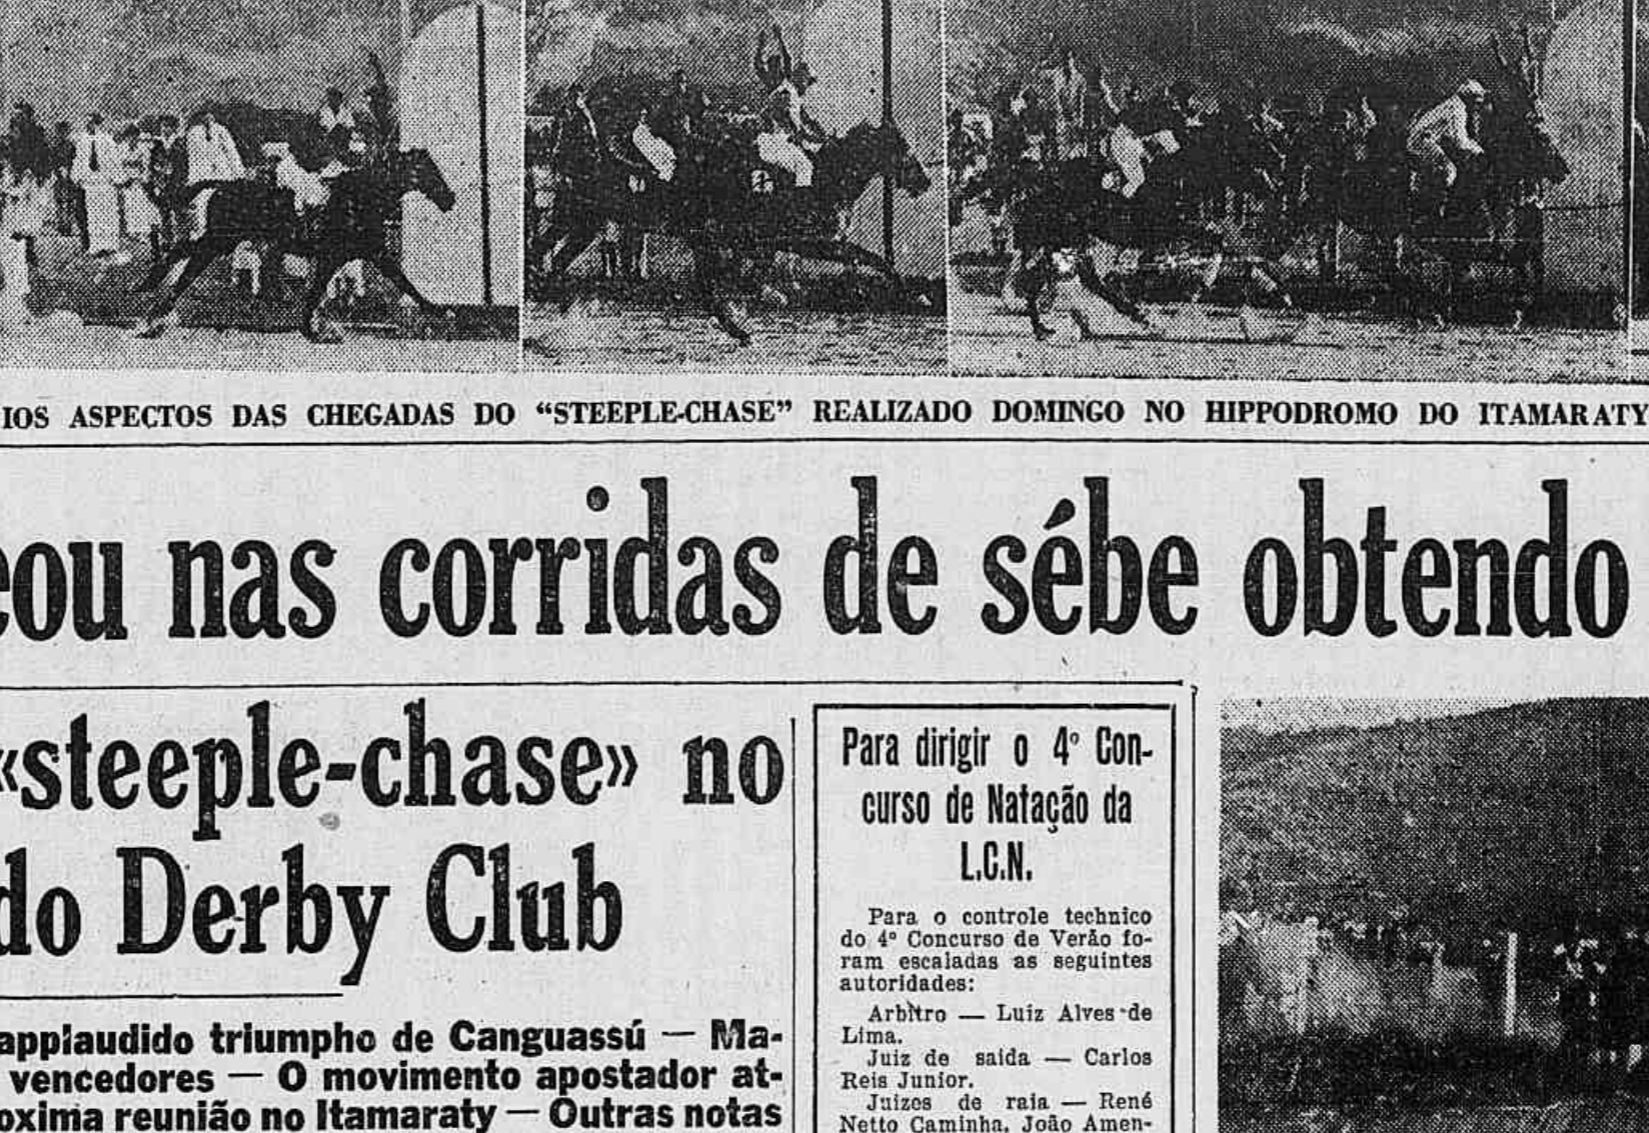 IOS ASPECTOS DAS CHEGADAS DO “STEEPLE-CHASE” REALIZADO DOMINGO NO HIPPODROMO DO ITAMARATY
eou nas corridas de sébe obtendo
«steeple-chase» no
do Derby Club
applaudido triumpho de Canguassú — Ma-
vencedores — O movimento apostador at-
oxima reunião no Itamaraty — Outras notas
Para dirigir o 4º Con-
curso de Natação da
L.C.N.
Para o controle technico
do 4º Concurso de Verão fo-
ram escaladas as seguintes
autoridades:
Arbitro — Luiz Alves de
Lima.
Juiz de saida — Carlos
Reis Junior.
Juizes de raia — René
Netto Caminha, João Amen-